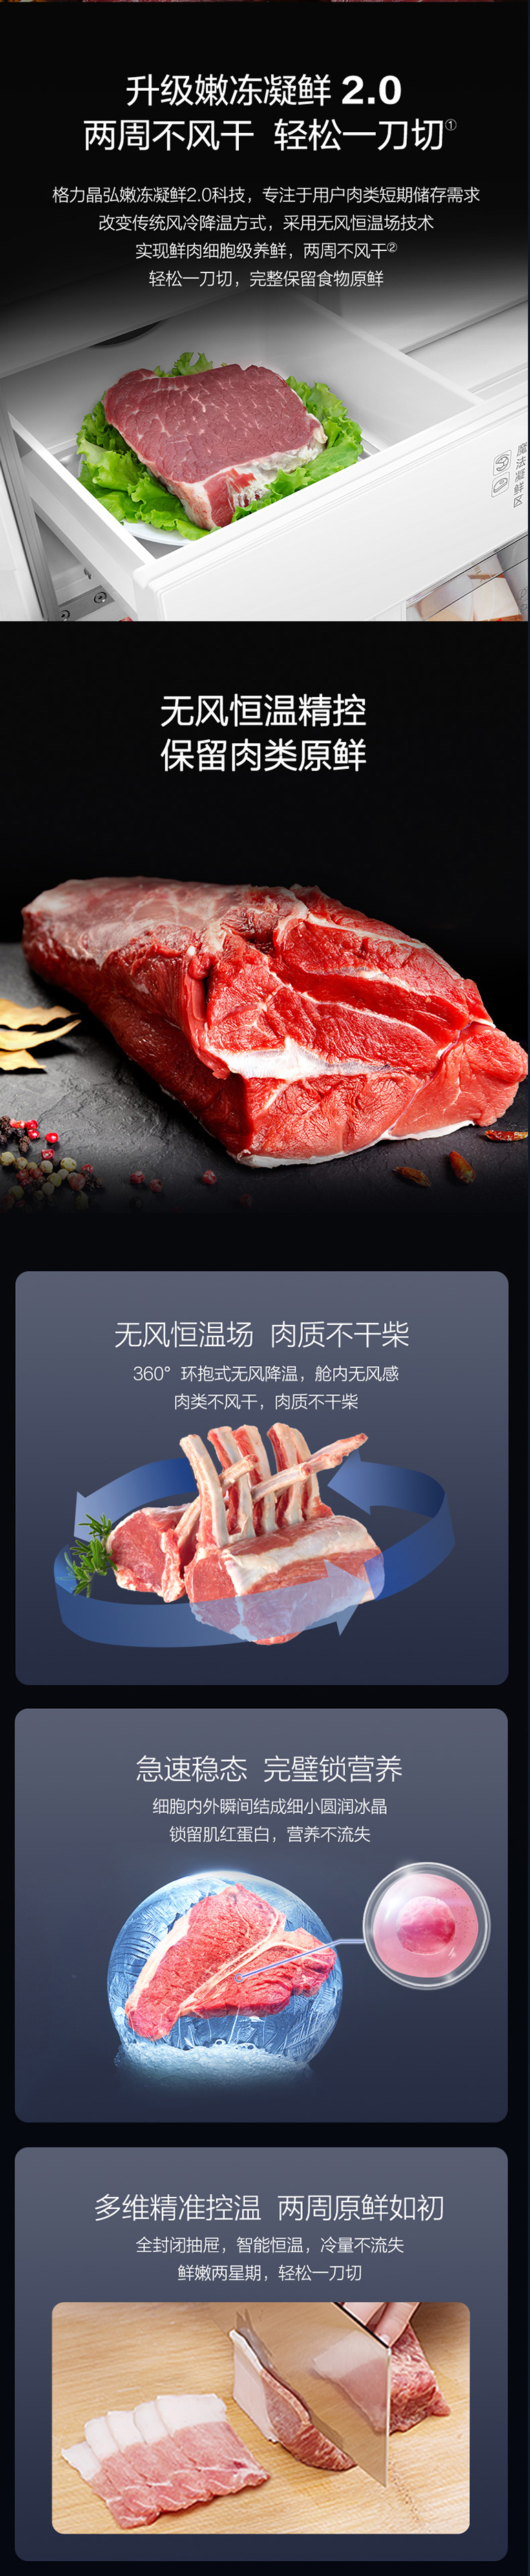 升级嫩冻凝鲜 2.0
两周不风干 轻松一刀切①
格力晶弘嫩冻凝鲜2.0科技，专注于用户肉类短期储存需求
改变传统风冷降温方式，采用无风恒温场技术
实现鲜肉细胞级养鲜，两周不风干②
轻松一刀切，完整保留食物原鲜
魔法凝鲜区
无风恒温精控
保留肉类原鲜
无风恒温场 肉质不干柴
360°环抱式无风降温，舱内无风感
肉类不风干，肉质不干柴
急速稳态 完璧锁营养
细胞内外瞬间结成细小圆润冰晶
锁留肌红蛋白，营养不流失
多维精准控温 两周原鲜如初
全封闭抽屉，智能恒温，冷量不流失
鲜嫩两星期，轻松一刀切